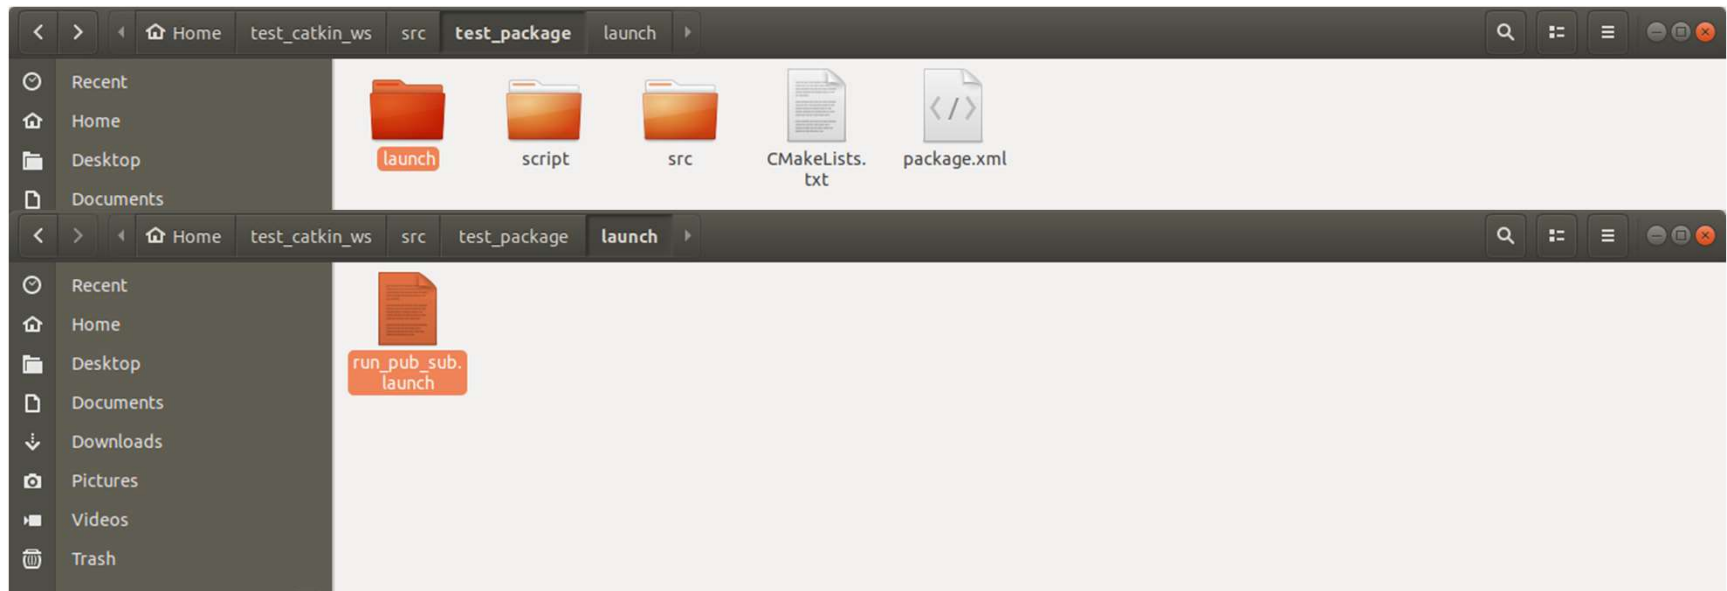 Home test_catkin_ws src test_package launch
Recent
Home
Desktop
Documents
launch
script
src
CMakeLists.
txt
package.xml
Home test_catkin_ws src test_package launch
Recent
Home
Desktop
Documents
Downloads
Pictures
Videos
Trash
run_pub_sub.
launch